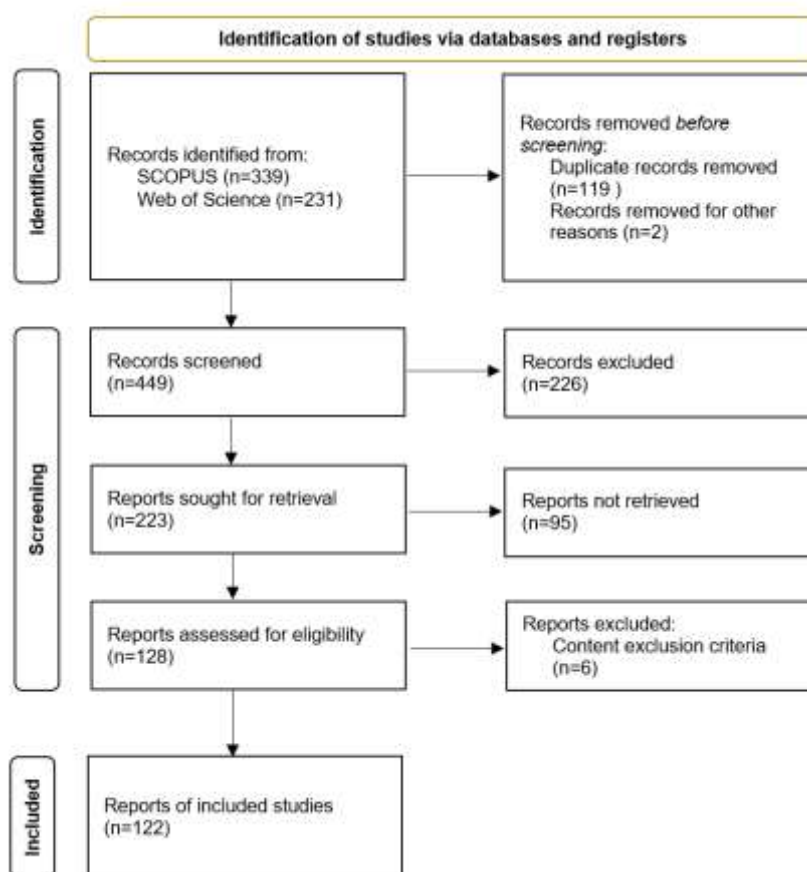 Identification of studies via databases and registers
Identification
Records identified from:
SCOPUS (n=339)
Web of Science (n=231)
Records removed before
screening:
Duplicate records removed
(n=119 )
Records removed for other
reasons (n=2)
Screening
Records screened
(n=449)
Records excluded
(n=226)
Reports sought for retrieval
(n=223)
Reports not retrieved
(n=95)
Reports assessed for eligibility
(n=128)
Reports excluded:
Content exclusion criteria
(n=6)
Included
Reports of included studies
(n=122)